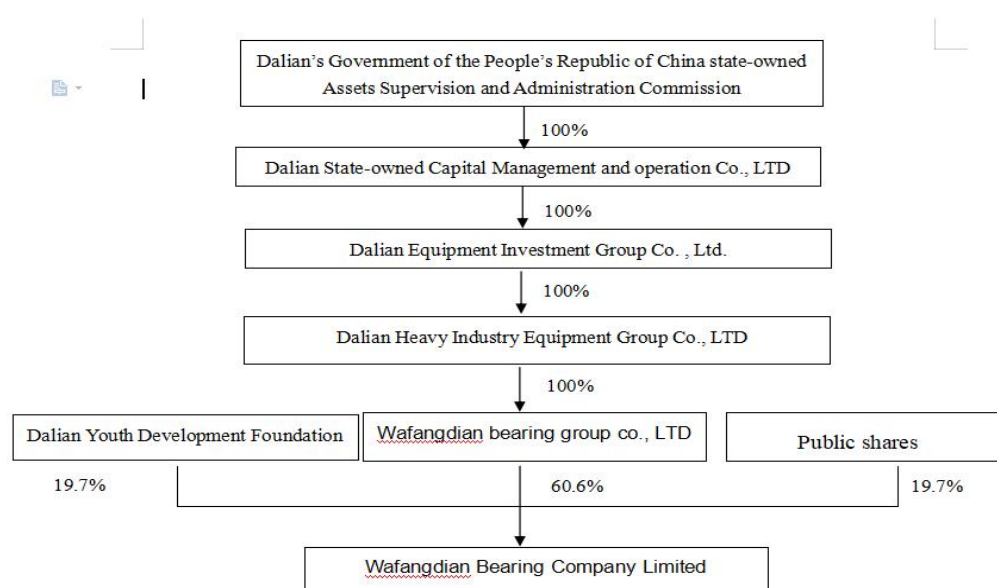 Dalian's Government of the People's Republic of China state-owned
Assets Supervision and Administration Commission
100%
Dalian State-owned Capital Management and operation Co., LTD
100%
Dalian Equipment Investment Group Co. , Ltd.
100%
Dalian Heavy Industry Equipment Group Co., LTD
100%
Dalian Youth Development Foundation
Wafangdian bearing group co., LTD
Public shares
19.7%
60.6%
19.7%
Wafangdian Bearing Company Limited